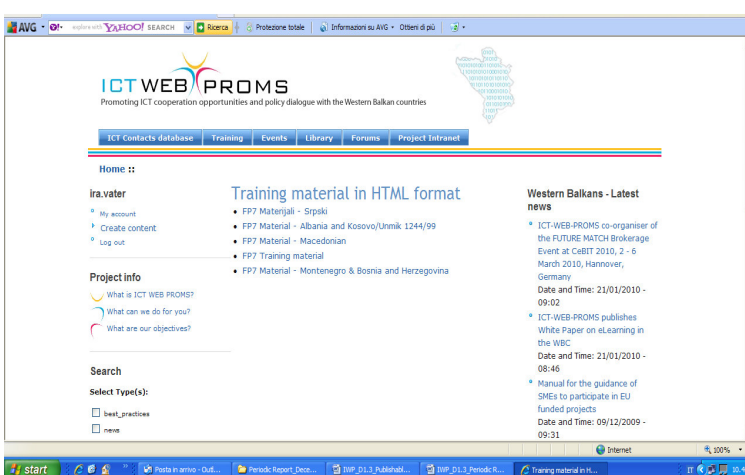 AVG
explore with YAHOO! SEARCH
Ricerca
Protezione totale
Informazioni su AVG
Ottieni di più
ICT WEB PROMS
Promoting ICT cooperation opportunities and policy dialogue with the Western Balkan countries
ICT Contacts database Training Events Library Forums Project Intranet
Home ::
ira.vater
My account
Create content
Log out
Project info
What is ICT WEB PROMS?
What can we do for you?
What are our objectives?
Search
Select Type(s):
best_practices
news
Training material in HTML format
FP7 Materijali - Srpski
FP7 Material - Albania and Kosovo/Unmik 1244/99
FP7 Material - Macedonian
FP7 Training material
FP7 Material - Montenegro & Bosnia and Herzegovina
Western Balkans - Latest
news
ICT-WEB-PROMS co-organiser of
the FUTURE MATCH Brokerage
Event at CeBIT 2010, 2 - 6
March 2010, Hannover,
Germany
Date and Time: 21/01/2010 -
09:02
ICT-WEB-PROMS publishes
White Paper on eLearning in
the WBC
Date and Time: 21/01/2010 -
08:46
Manual for the guidance of
SMEs to participate in EU
funded projects
Date and Time: 09/12/2009 -
09:31
Internet 100%
start
Posta in arrivo - Outl...
Periodic Report_Dece...
IWP_D1.3_Publishabl...
IWP_D1.3_Periodic R...
Training material in H...
IT